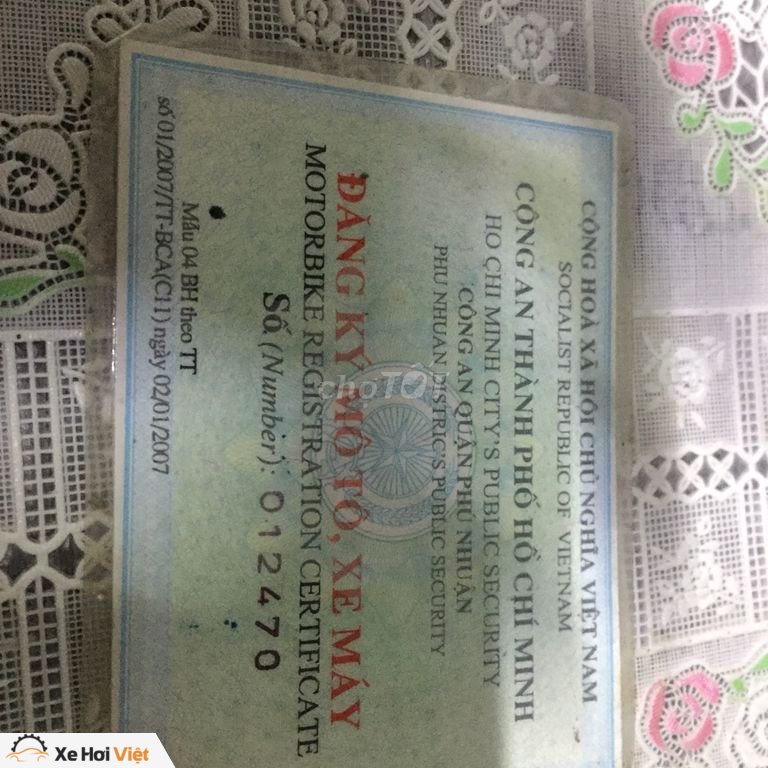 CỘNG HOÀ XÃ HỘI CHỦ NGHĨA VIỆT NAM
SOCIALIST REPUBLIC OF VIETNAM
CÔNG AN THÀNH PHỐ HỒ CHÍ MINH
HO CHI MINH CITY'S PUBLIC SECURITY
CÔNG AN QUẬN PHÚ NHUẬN
PHU NHUAN DISTRIC'S PUBLIC SECURITY
ĐĂNG KÝ MÔ TÔ, XE MÁY
MOTORBIKE REGISTRATION CERTIFICATE
Số (Number): 012470
Mẫu 04 BH theo TT
số 01/2007/TT-BCA(C11) ngày 02/01/2007
choTỐT
Xe Hơi Việt